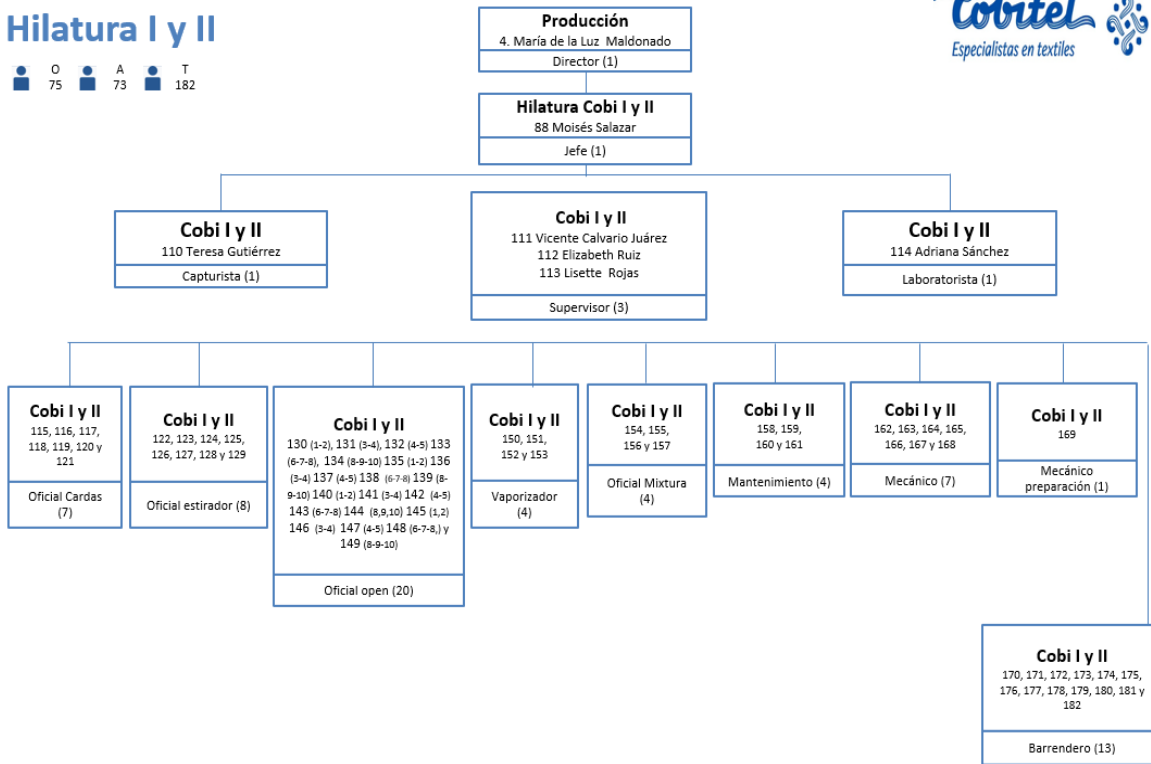 Hilatura I y II
O
75
A
73
T
182
Cobitel
Especialistas en textiles
Producción
4. María de la Luz Maldonado
Director (1)
Hilatura Cobi I y II
88 Moisés Salazar
Jefe (1)
Cobi I y II
110 Teresa Gutiérrez
Capturista (1)
Cobi I y II
111 Vicente Calvario Juárez
112 Elizabeth Ruiz
113 Lisette Rojas
Supervisor (3)
Cobi I y II
114 Adriana Sánchez
Laboratorista (1)
Cobi I y II
115, 116, 117,
118, 119, 120 y
121
Oficial Cardas
(7)
Cobi I y II
122, 123, 124, 125,
126, 127, 128 y 129
Oficial estirador (8)
Cobi I y II
130 (1-2), 131 (3-4), 132 (4-5) 133
(6-7-8), 134 (8-9-10) 135 (1-2) 136
(3-4) 137 (4-5) 138 (6-7-8) 139 (8-
9-10) 140 (1-2) 141 (3-4) 142 (4-5)
143 (6-7-8) 144 (8,9,10) 145 (1,2)
146 (3-4) 147 (4-5) 148 (6-7-8,) y
149 (8-9-10)
Oficial open (20)
Cobi I y II
150, 151,
152 y 153
Vaporizador
(4)
Cobi I y II
154, 155,
156 y 157
Oficial Mixtura
(4)
Cobi I y II
158, 159,
160 y 161
Mantenimiento (4)
Cobi I y II
162, 163, 164, 165,
166, 167 y 168
Mecánico (7)
Cobi I y II
169
Mecánico
preparación (1)
Cobi I y II
170, 171, 172, 173, 174, 175,
176, 177, 178, 179, 180, 181 y
182
Barrendero (13)